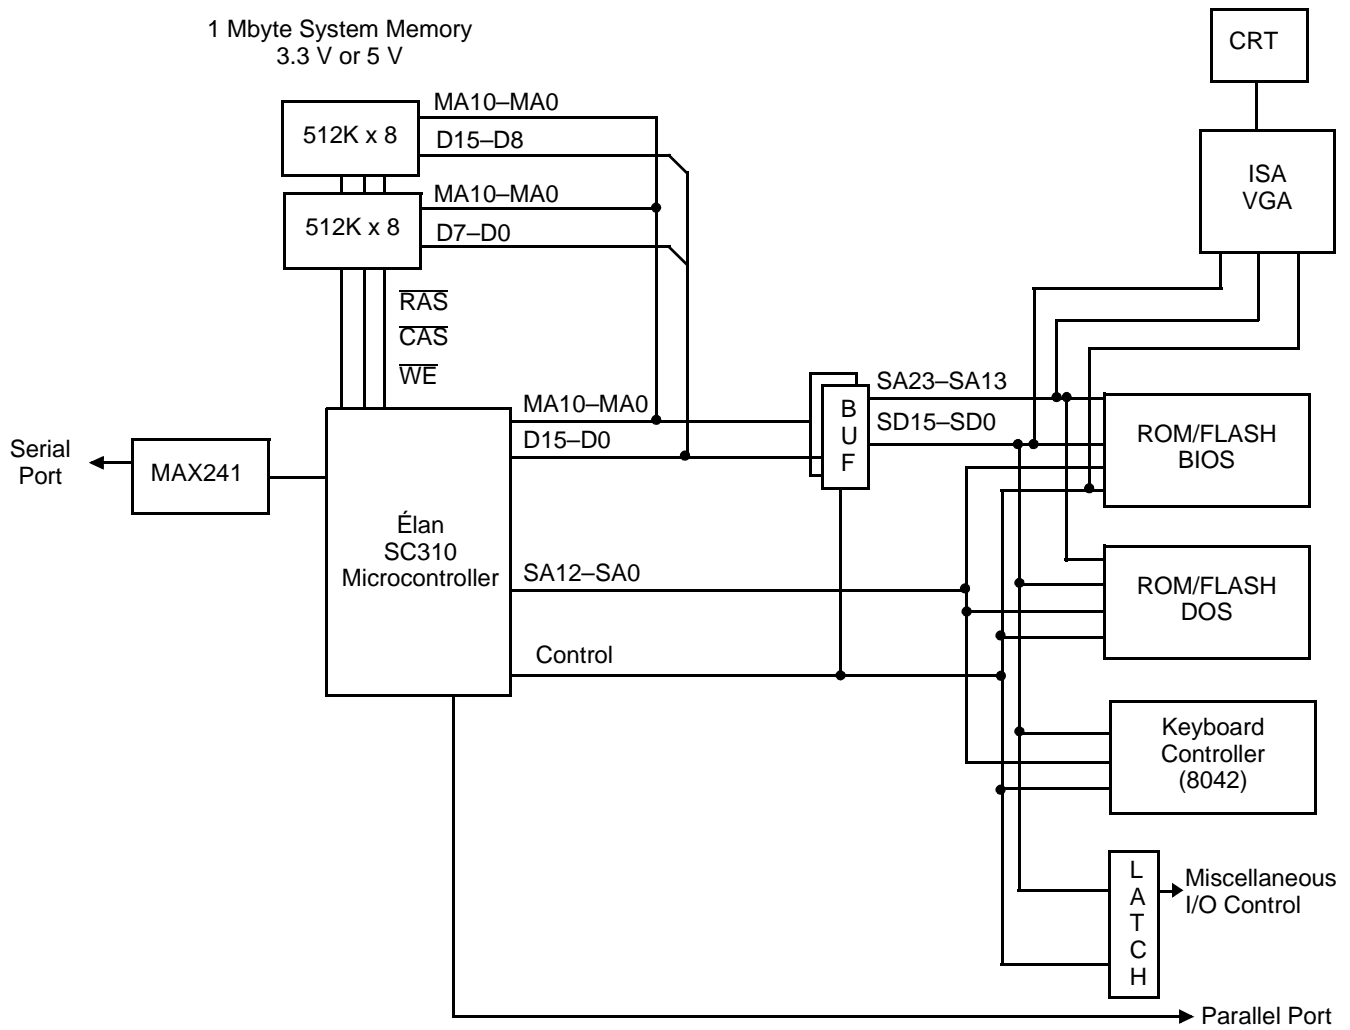 1 Mbyte System Memory
3.3 V or 5 V
CRT
512K x 8
MA10–MA0
D15–D8
ISA
VGA
512K x 8
MA10–MA0
D7–D0
RAS
CAS
WE
MA10–MA0
D15–D0
B
U
F
SA23–SA13
SD15–SD0
ROM/FLASH
BIOS
Serial
Port
MAX241
Élan
SC310
Microcontroller
SA12–SA0
Control
ROM/FLASH
DOS
Keyboard
Controller
(8042)
L
A
T
C
H
Miscellaneous
I/O Control
Parallel Port